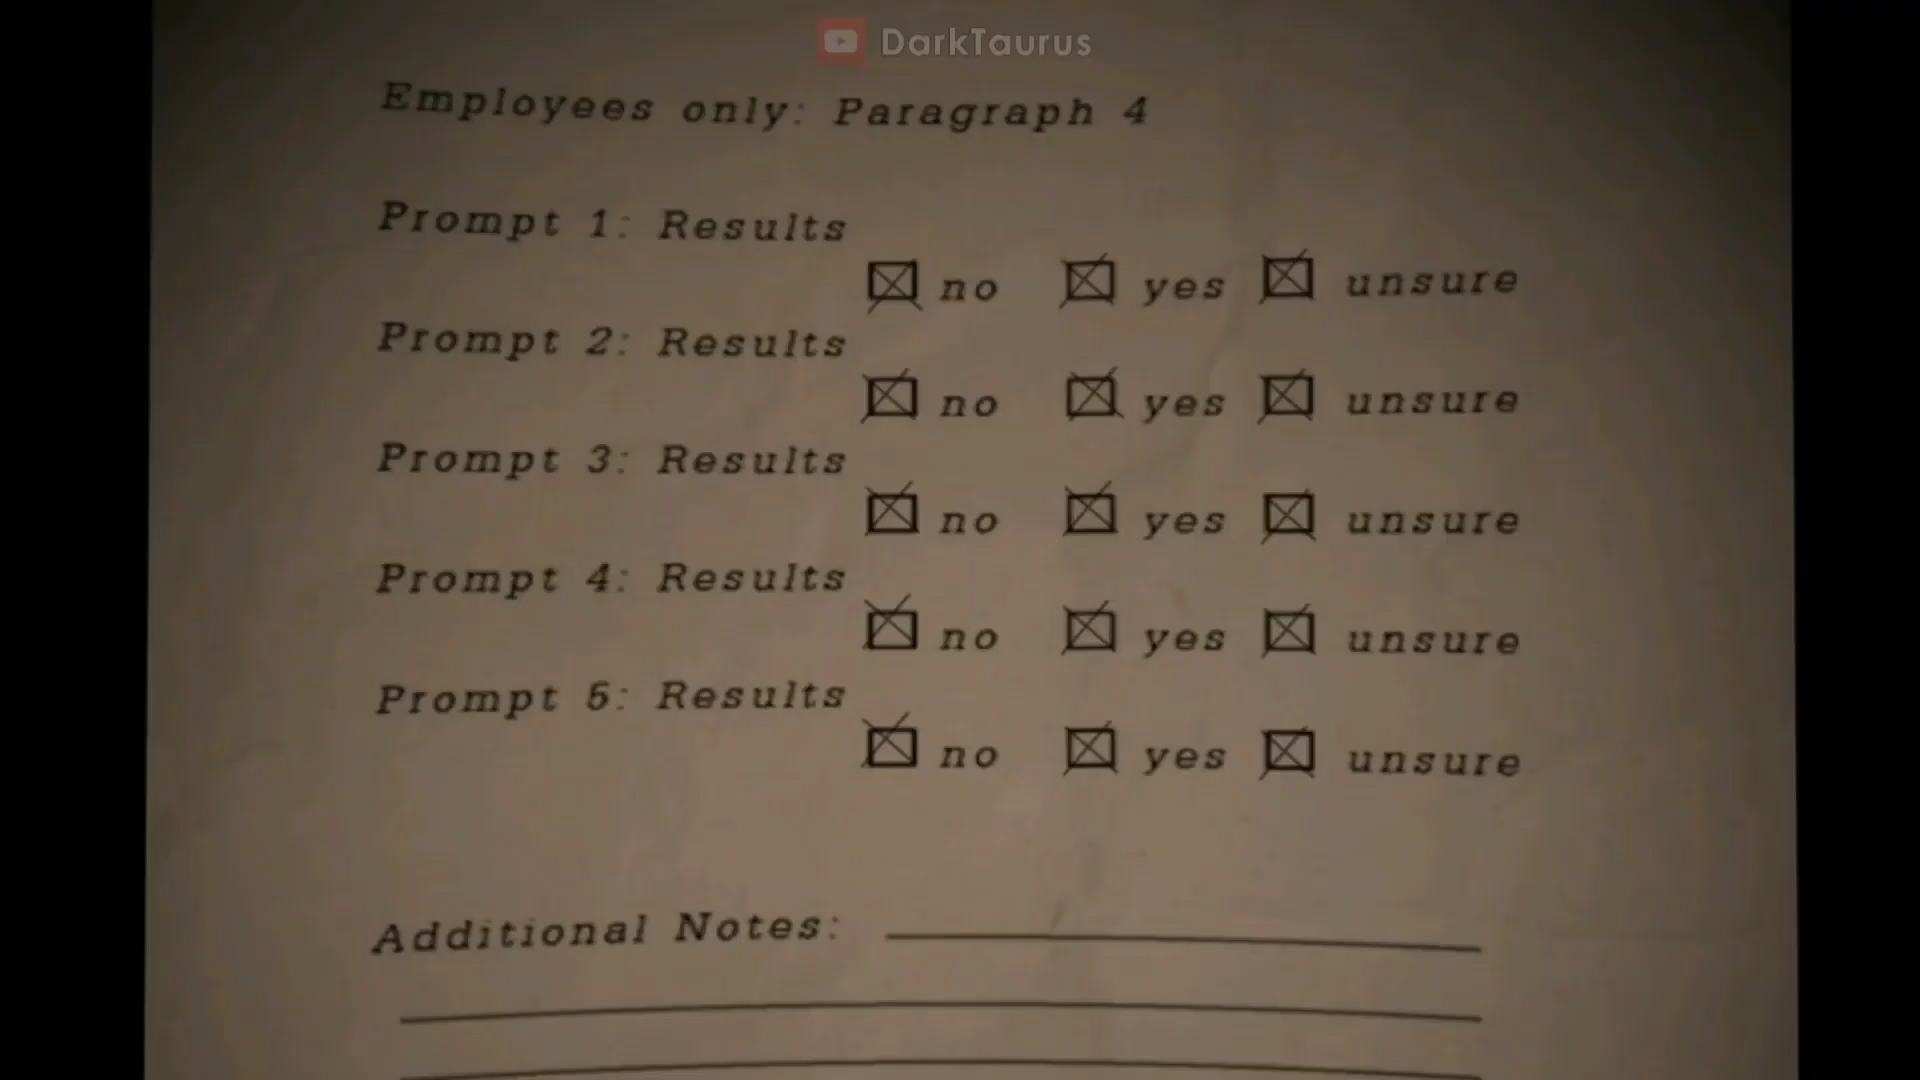 DarkTaurus
Employees only: Paragraph 4
Prompt 1: Results
no yes unsure
Prompt 2: Results
no yes unsure
Prompt 3: Results
no yes unsure
Prompt 4: Results
no yes unsure
Prompt 5: Results
no yes unsure
Additional Notes: